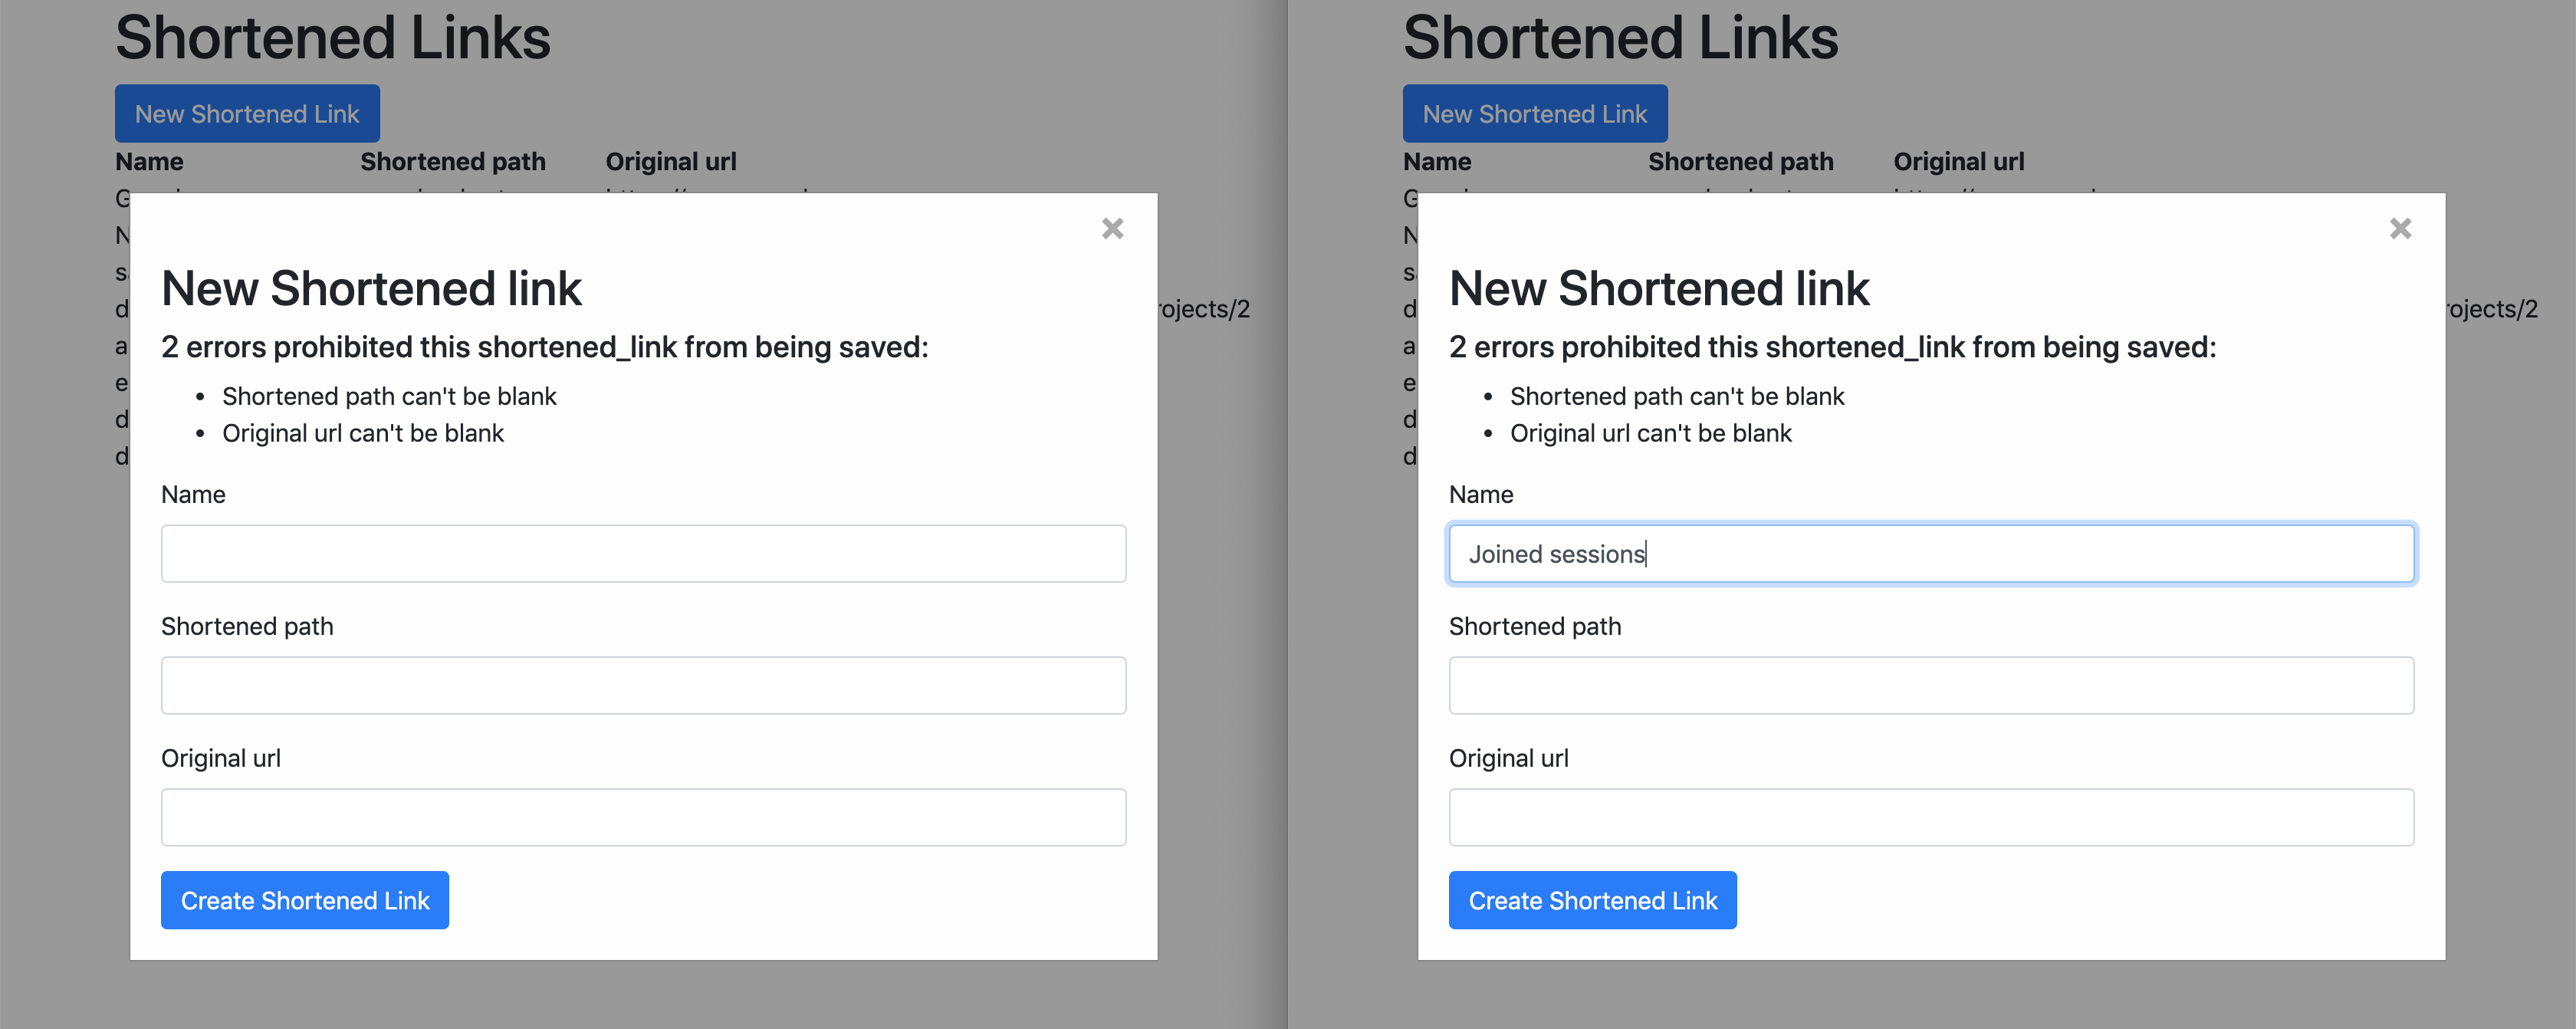 Shortened Links
New Shortened Link
Name Shortened path Original url
ojects/2
New Shortened link
2 errors prohibited this shortened_link from being saved:
Shortened path can't be blank
Original url can't be blank
Name
Shortened path
Original url
Create Shortened Link
Shortened Links
New Shortened Link
Name Shortened path Original url
ojects/2
New Shortened link
2 errors prohibited this shortened_link from being saved:
Shortened path can't be blank
Original url can't be blank
Name
Joined sessions
Shortened path
Original url
Create Shortened Link